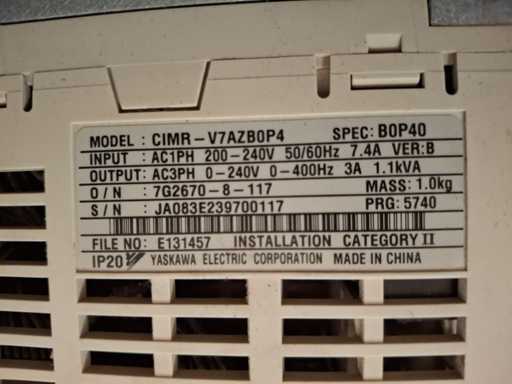 MODEL : CIMR-V7AZB0P4 SPEC: B0P40
INPUT : AC1PH 200-240V 50/60Hz 7.4A VER:B
OUTPUT: AC3PH 0-240V 0-400Hz 3A 1.1kVA
O / N : 7G2670-8-117 MASS: 1.0kg
S / N : JA083E239700117 PRG: 5740
FILE NO: E131457 INSTALLATION CATEGORY II
IP20 YASKAWA ELECTRIC CORPORATION MADE IN CHINA